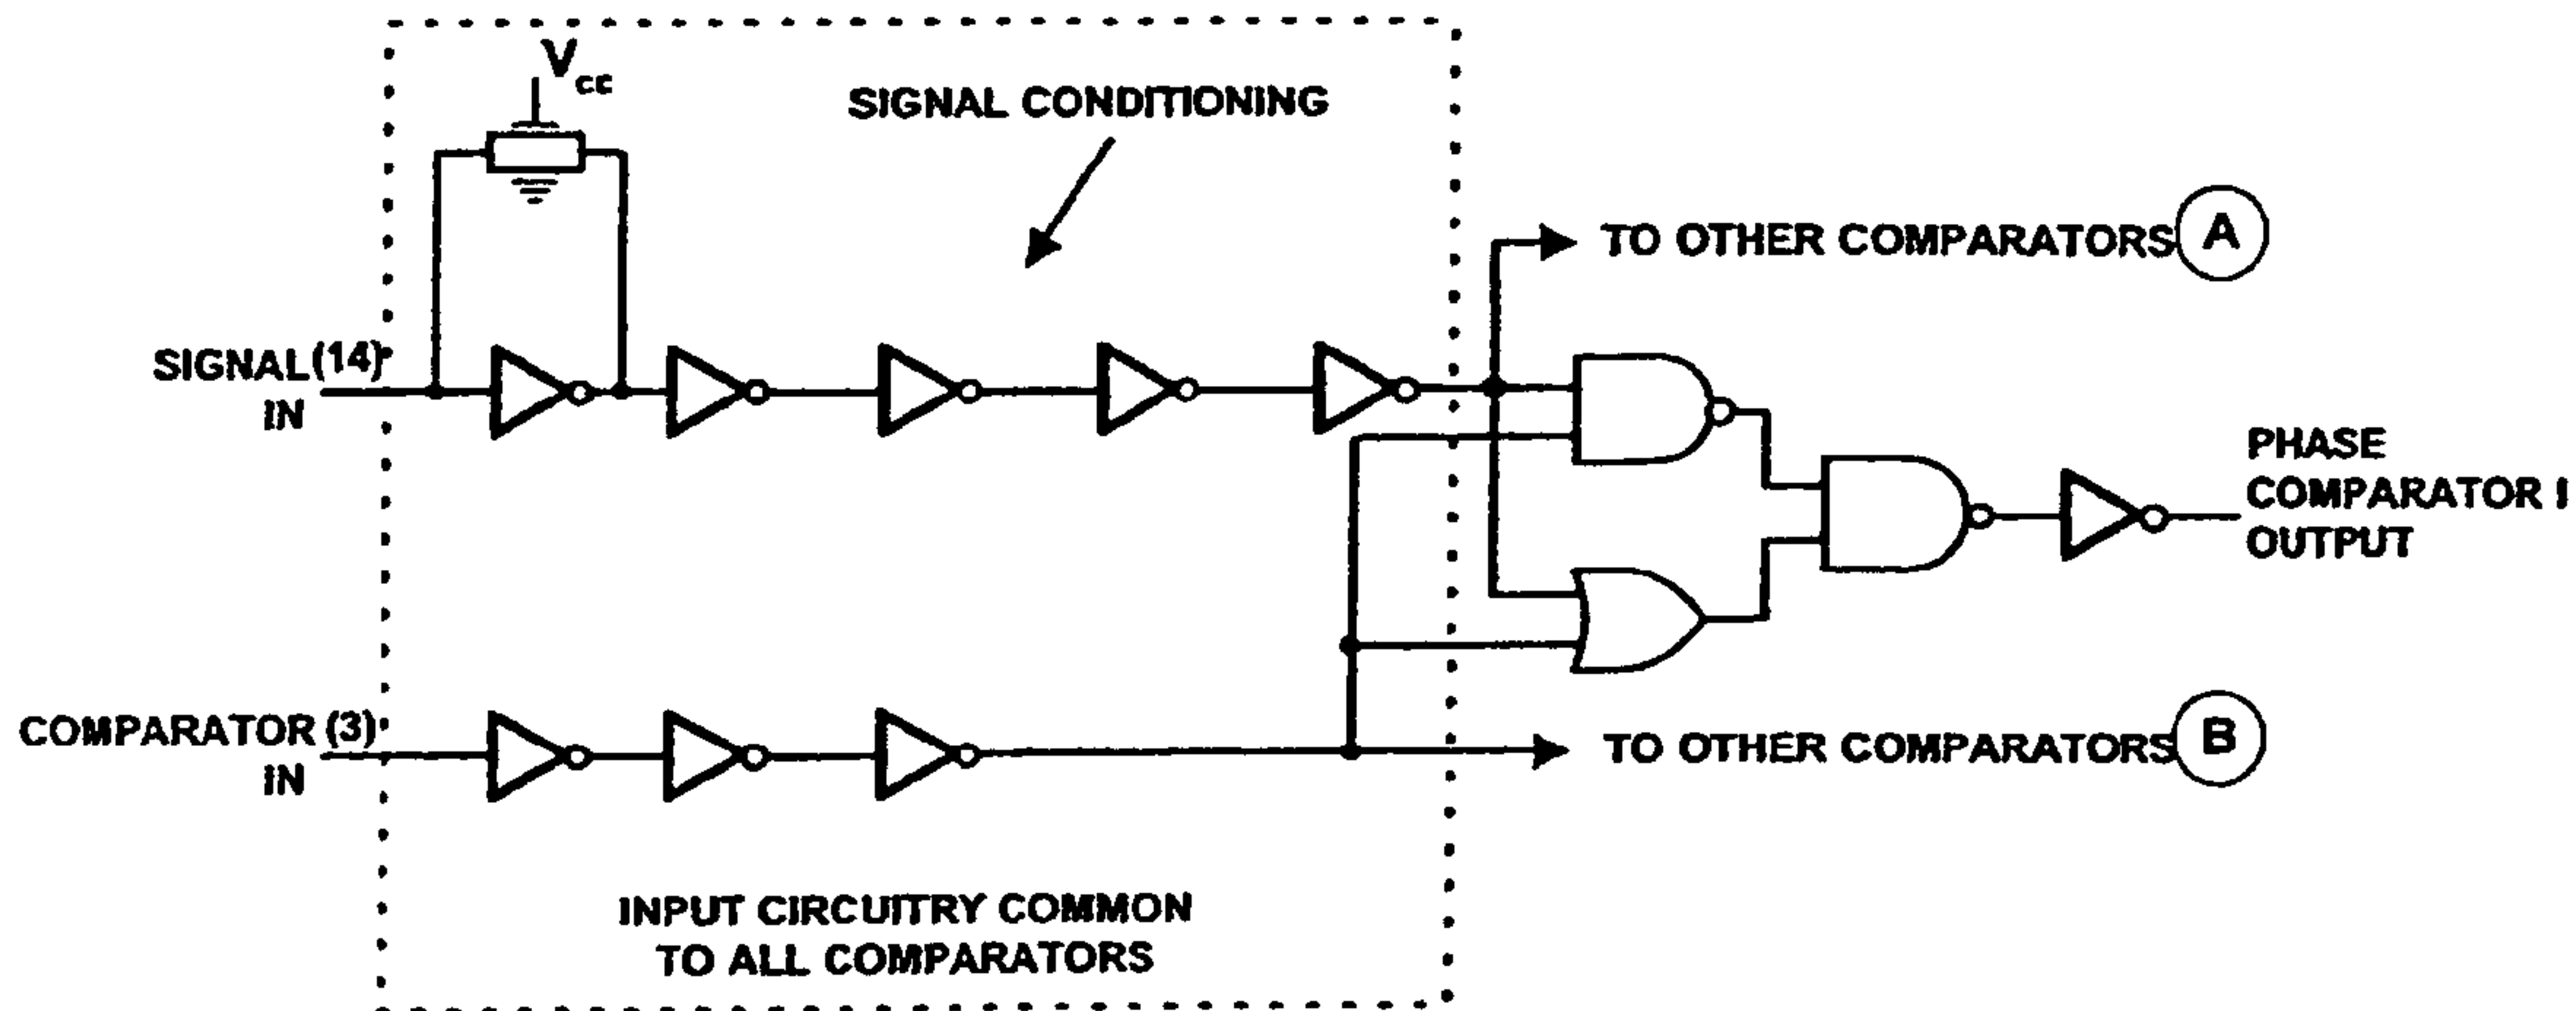 Vcc
SIGNAL CONDITIONING
TO OTHER COMPARATORS A
SIGNAL (14)
IN
PHASE
COMPARATOR I
OUTPUT
COMPARATOR (3)
IN
TO OTHER COMPARATORS B
INPUT CIRCUITRY COMMON
TO ALL COMPARATORS